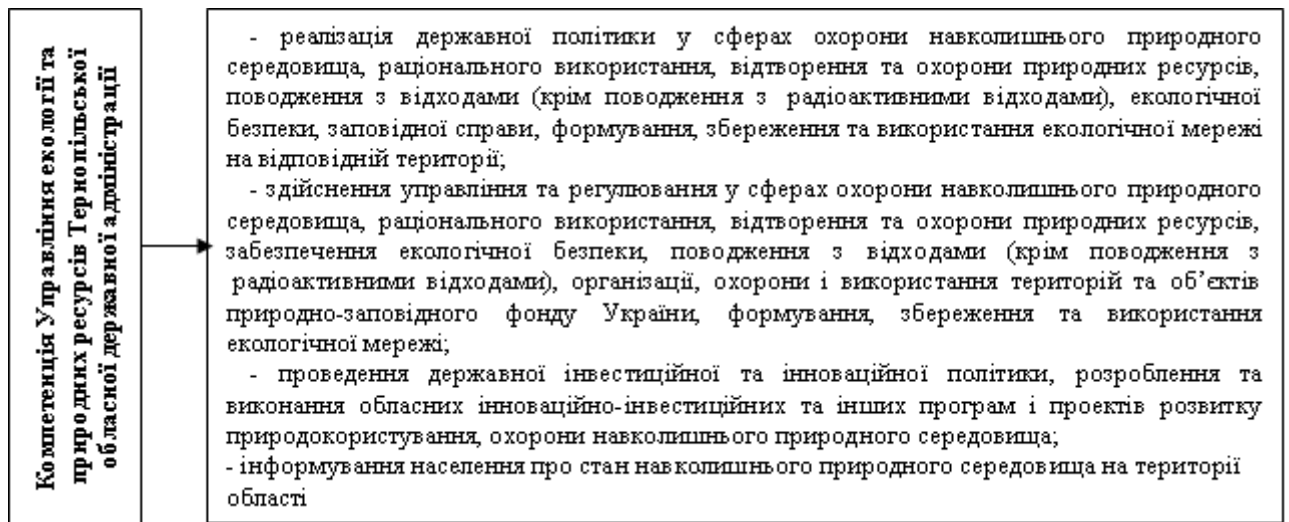 Компетенція Управління екології та
природних ресурсів Тернопільської
обласної державної адміністрації
- реалізація державної політики у сферах охорони навколишнього природного
середовища, раціонального використання, відтворення та охорони природних ресурсів,
поводження з відходами (крім поводження з радіоактивними відходами), екологічної
безпеки, заповідної справи, формування, збереження та використання екологічної мережі
на відповідній території;
- здійснення управління та регулювання у сферах охорони навколишнього природного
середовища, раціонального використання, відтворення та охорони природних ресурсів,
забезпечення екологічної безпеки, поводження з відходами (крім поводження з
радіоактивними відходами), організації, охорони і використання територій та об’єктів
природно-заповідного фонду України, формування, збереження та використання
екологічної мережі;
- проведення державної інвестиційної та інноваційної політики, розроблення та
виконання обласних інноваційно-інвестиційних та інших програм і проектів розвитку
природокористування, охорони навколишнього природного середовища;
- інформування населення про стан навколишнього природного середовища на території
області